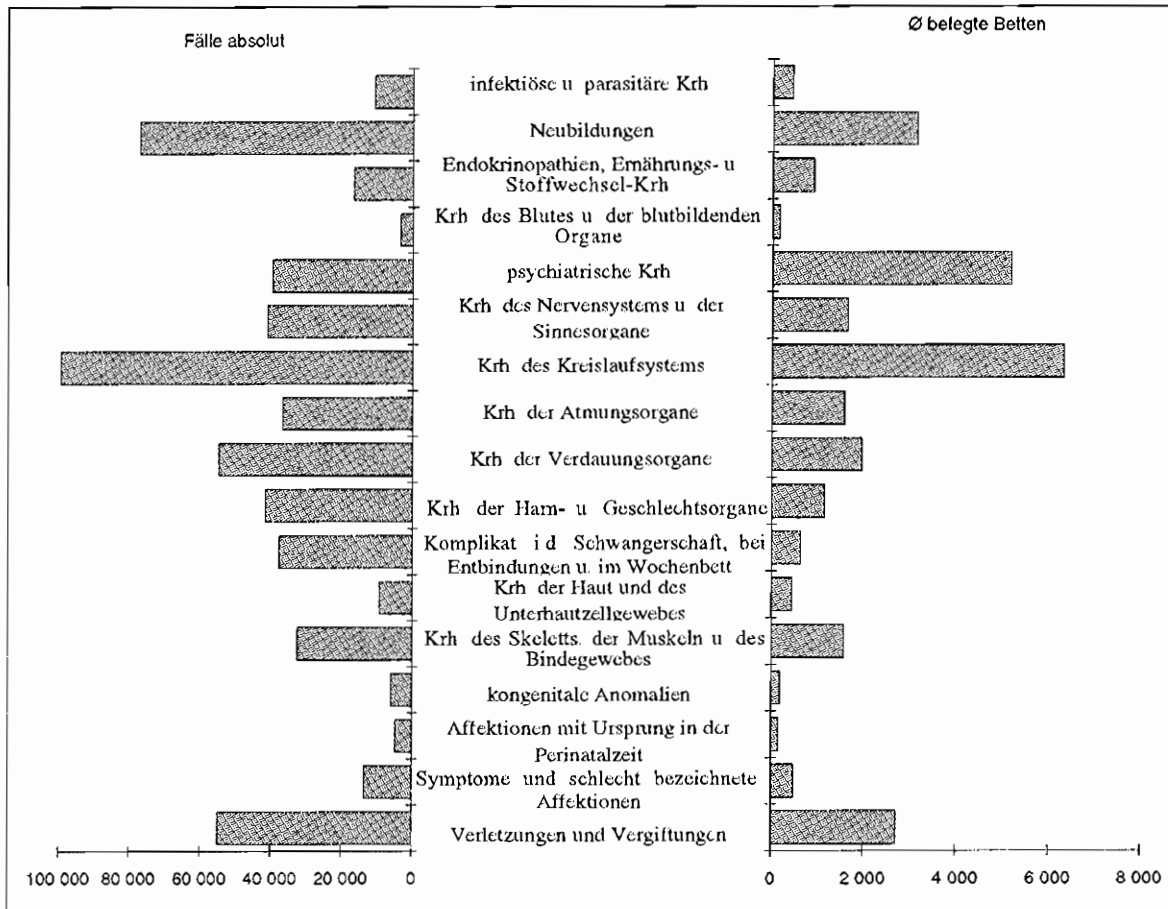 Fälle absolut
Ø belegte Betten
infektiöse u parasitäre Krh
Neubildungen
Endokrinopathien, Ernährungs- u
Stoffwechsel-Krh
Krh des Blutes u der blutbildenden
Organe
psychiatrische Krh
Krh des Nervensystems u der
Sinnesorgane
Krh des Kreislaufsystems
Krh der Atmungsorgane
Krh der Verdauungsorgane
Krh der Harn- u Geschlechtsorgane
Komplikat i d Schwangerschaft, bei
Entbindungen u. im Wochenbett
Krh der Haut und des
Unterhautzellgewebes
Krh des Skeletts. der Muskeln u des
Bindegewebes
kongenitale Anomalien
Affektionen mit Ursprung in der
Perinatalzeit
Symptome und schlecht bezeichnete
Affektionen
Verletzungen und Vergiftungen
100 000 80 000 60 000 40 000 20 000 0
0 2 000 4 000 6 000 8 000